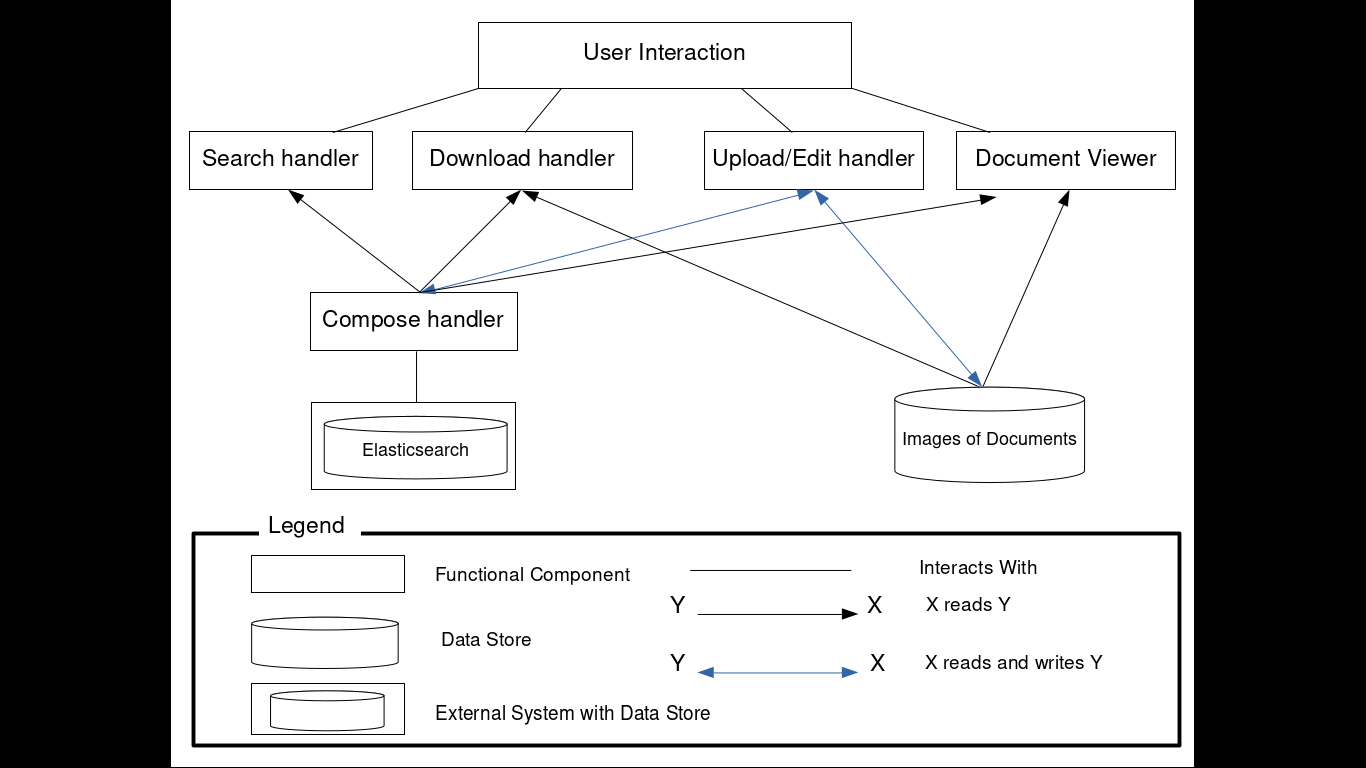 User Interaction
Search handler
Download handler
Upload/Edit handler
Document Viewer
Compose handler
Elasticsearch
Images of Documents
Legend
Functional Component
Interacts With
Y X X reads Y
Data Store
Y X X reads and writes Y
External System with Data Store